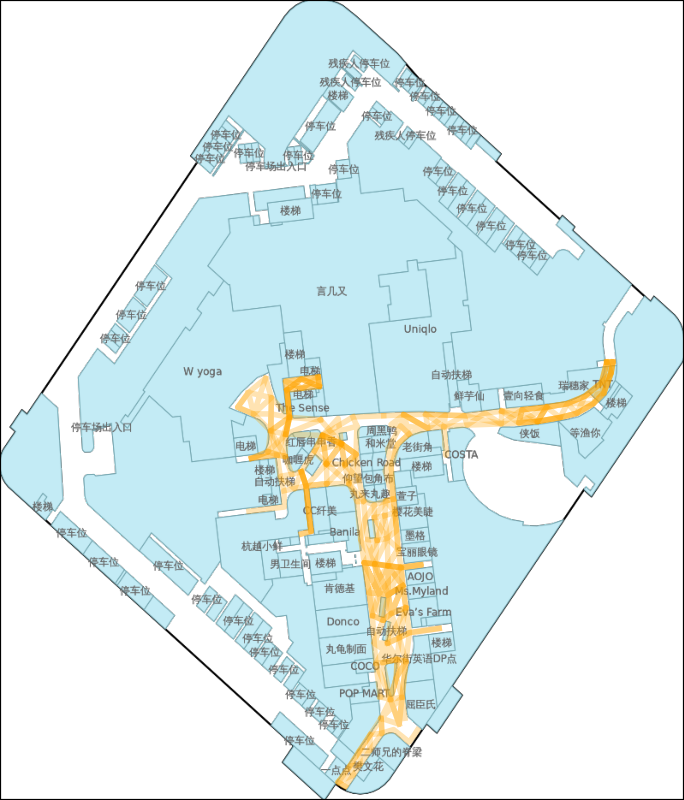 残疾人停车位
残疾人停车位
停车位
楼梯
停车位
停车位
停车位
停车位
停车位
停车位
残疾人停车位
停车位
停车位
停车位
停车位
停车位
停车场出入口
停车位
停车位
停车位
停车位
停车位
楼梯
停车位
停车位
停车位
停车位
停车位
言几又
停车位
Uniqlo
停车位
楼梯
W yoga
电梯
自动扶梯
电梯
鲜芋仙
壹向轻食
瑞穗家
TNT
楼梯
The Sense
停车场出入口
周黑鸭
侠饭
等渔你
电梯
红唇串串香
和米堂
老街角
COSTA
咖喱虎
Chicken Road
楼梯
楼梯
自动扶梯
仰望包角布
电梯
丸来丸趣
萱子
楼梯
CC纤美
樱花美睫
停车位
Banila
墨格
杭越小鲜
宝丽眼镜
停车位
停车位
男卫生间
楼梯
AOJO
停车位
肯德基
Ms.Myland
停车位
Eva's Farm
停车位
Donco
自动扶梯
停车位
楼梯
停车位
丸龟制面
华尔街英语DP点
停车位
COCO
停车位
POP MART
屈臣氏
停车位
停车位
停车位
二师兄的脊梁
一点点
樊文花